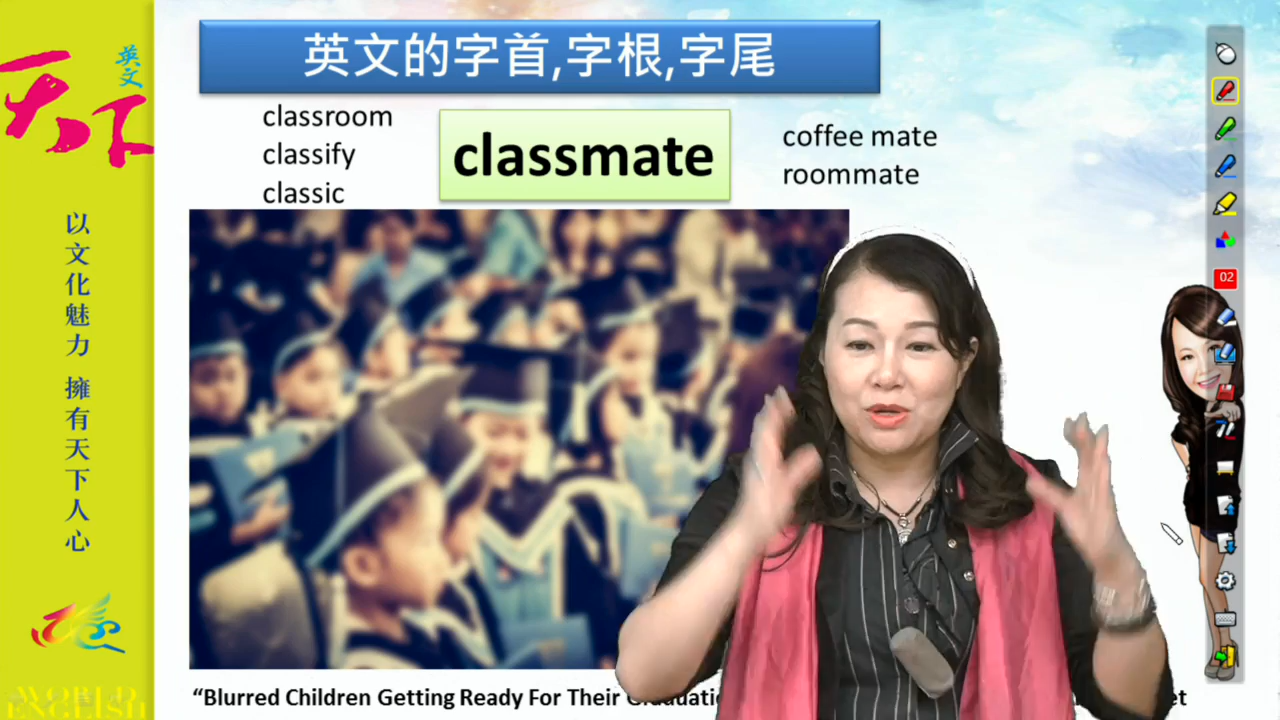 英文的字首,字根,字尾
天下
英文
classroom
classify
classic
classmate
coffee mate
roommate
以文化魅力 擁有天下人心
02
WORLD
ENGLISH
“Blurred Children Getting Ready For Their